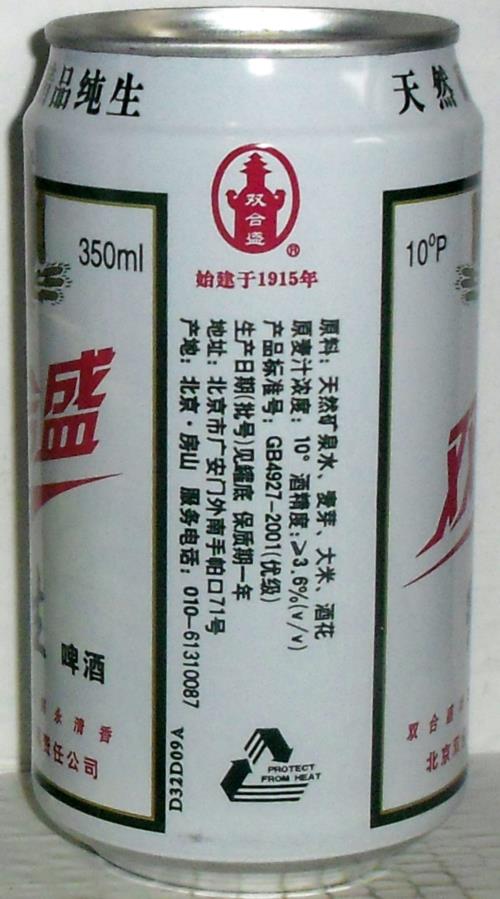 品纯生
天然
350ml
10°P
双合盛
®
始建于1915年
盛
双
原料：天然矿泉水、麦芽、大米、酒花
原麦汁浓度：10° 酒精度：≥3.6%(v/v)
产品标准号：GB4927-2001(优级)
生产日期(批号)见罐底 保质期一年
地址：北京市广安门外南手帕口71号
产地：北京·房山 服务电话：010-61310087
啤酒
永清香
责任公司
双合盛
北京双
D32D09A
PROTECT
FROM HEAT